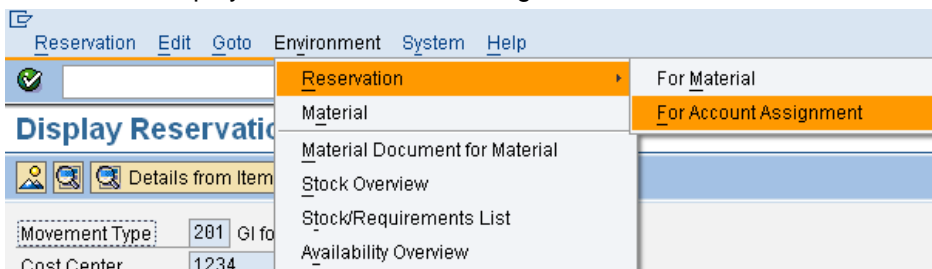 Reservation Edit Goto Environment System Help
Reservation
For Material
Material
For Account Assignment
Display Reservatio
Material Document for Material
Details from Item
Stock Overview
Stock/Requirements List
Movement Type 201 GI fo
Availability Overview
Cost Center 1234